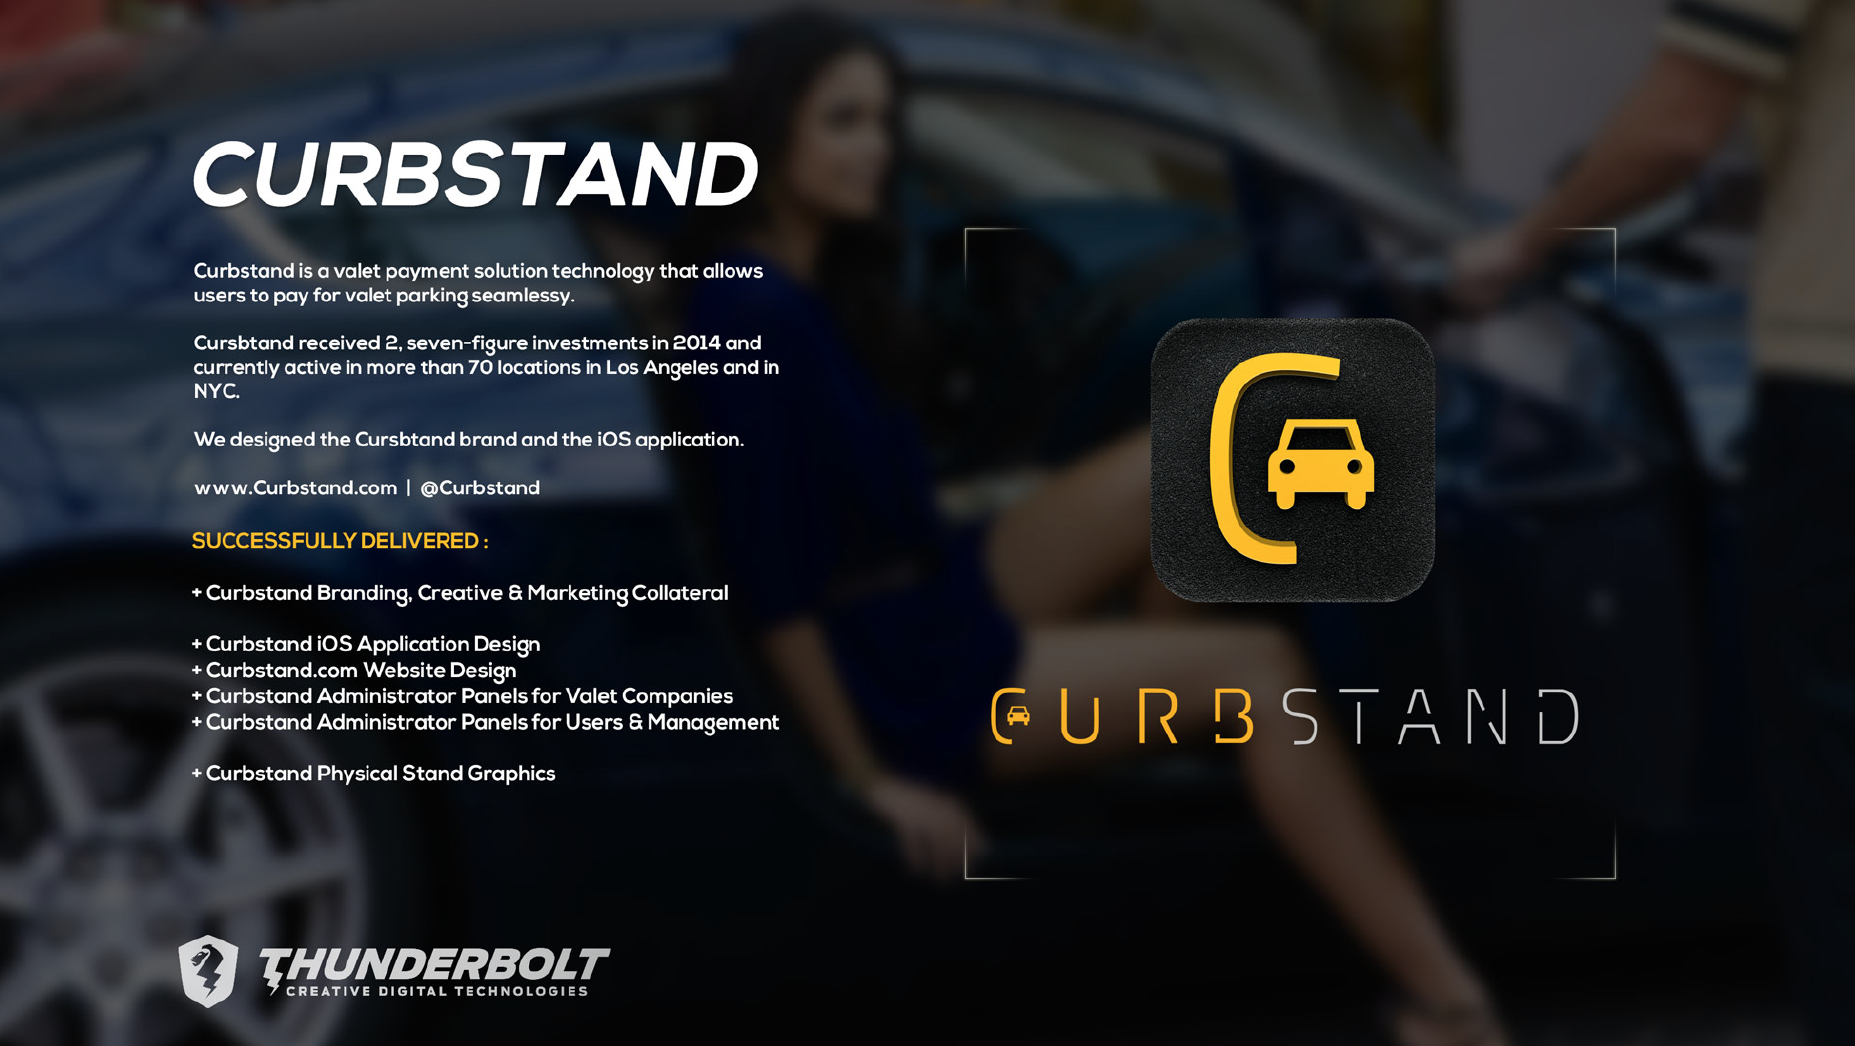 CURBSTAND
Curbstand is a valet payment solution technology that allows
users to pay for valet parking seamlessy.
Cursbtand received 2, seven-figure investments in 2014 and
currently active in more than 70 locations in Los Angeles and in
NYC.
We designed the Cursbtand brand and the iOS application.
www.Curbstand.com | @Curbstand
SUCCESSFULLY DELIVERED :
+ Curbstand Branding, Creative & Marketing Collateral
+ Curbstand iOS Application Design
+ Curbstand.com Website Design
+ Curbstand Administrator Panels for Valet Companies
+ Curbstand Administrator Panels for Users & Management
+ Curbstand Physical Stand Graphics
CURBSTAND
THUNDERBOLT
CREATIVE DIGITAL TECHNOLOGIES